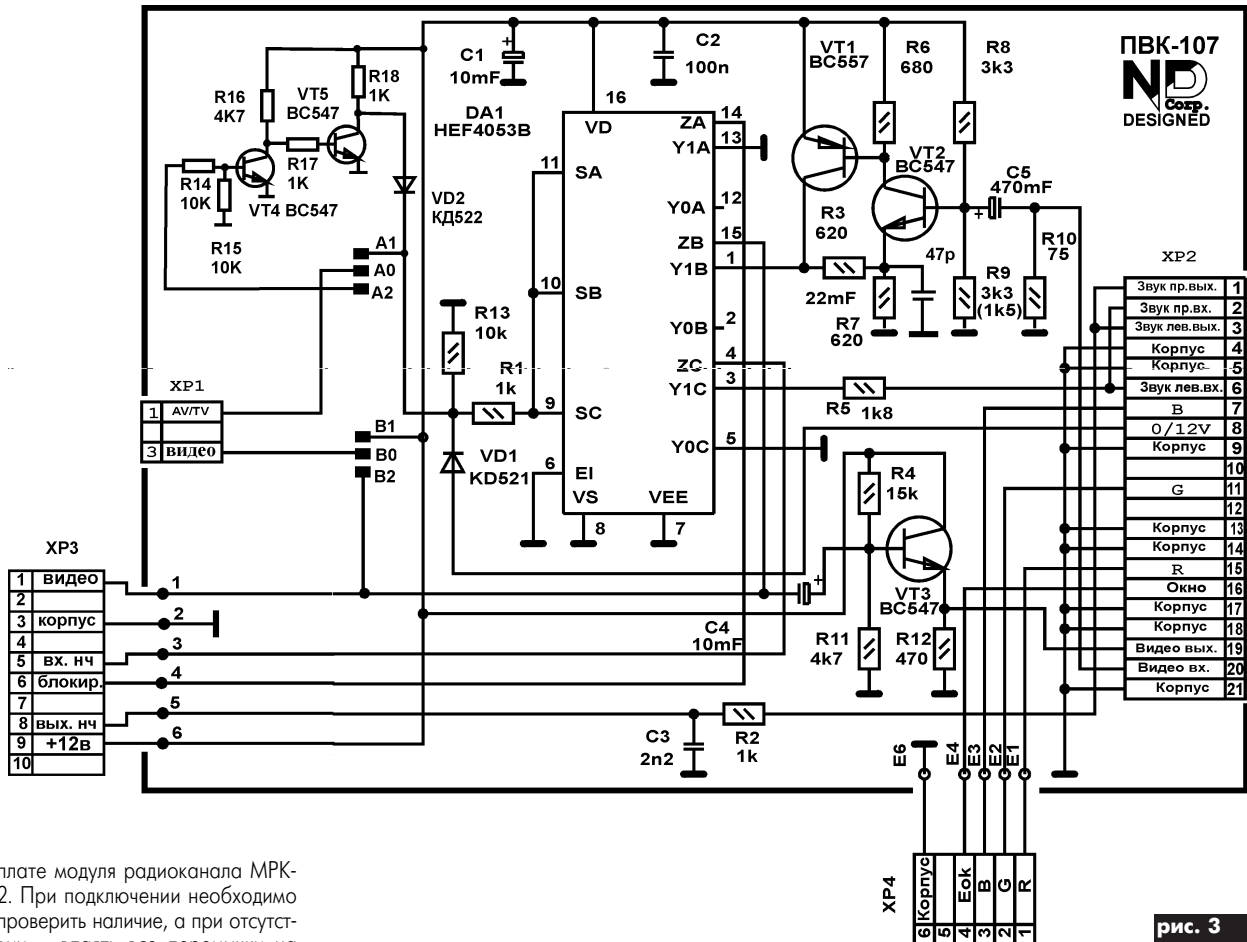 ПВК-107
ND
Corp.
DESIGNED
C1
10mF
C2
100n
VT1
BC557
R6
680
R8
3k3
R18
1K
R16
4K7
VT5
BC547
R17
1K
R14
10K
VT4 BC547
R15
10K
VD2
КД522
A1
A0
A2
DA1
HEF4053B
16
VD
11
SA
10
SB
9
SC
6
EI
VS
8
VEE
7
ZA
14
Y1A
13
Y0A
12
ZB
15
Y1B
1
Y0B
2
ZC
4
Y1C
3
Y0C
5
VT2
BC547
C5
470mF
+
R3
620
47p
22mF
R7
620
R9
3k3
(1k5)
R10
75
R13
10k
R1
1k
VD1
KD521
R5
1k8
R4
15k
VT3
BC547
R11
4k7
R12
470
C4
10mF
+
C3
2n2
R2
1k
XP1
1 AV/TV
3 видео
B1
B0
B2
XP2
Звук пр.вых. 1
Звук пр.вх. 2
Звук лев.вых. 3
Корпус 4
Корпус 5
Звук лев.вх. 6
B 7
0/12V 8
Корпус 9
10
G 11
12
Корпус 13
Корпус 14
R 15
Окно 16
Корпус 17
Корпус 18
Видео вых. 19
Видео вх. 20
Корпус 21
XP3
1 видео
2
3 корпус
4
5 вх. нч
6 блокир.
7
8 вых. нч
9 +12в
10
1
2
3
4
5
6
E6
E4
E3
E2
E1
XP4
6 Корпус
5
4 Eok
3 B
2 G
1 R
плате модуля радиоканала МРК-
2. При подключении необходимо
проверить наличие, а при отсутст-
рис. 3